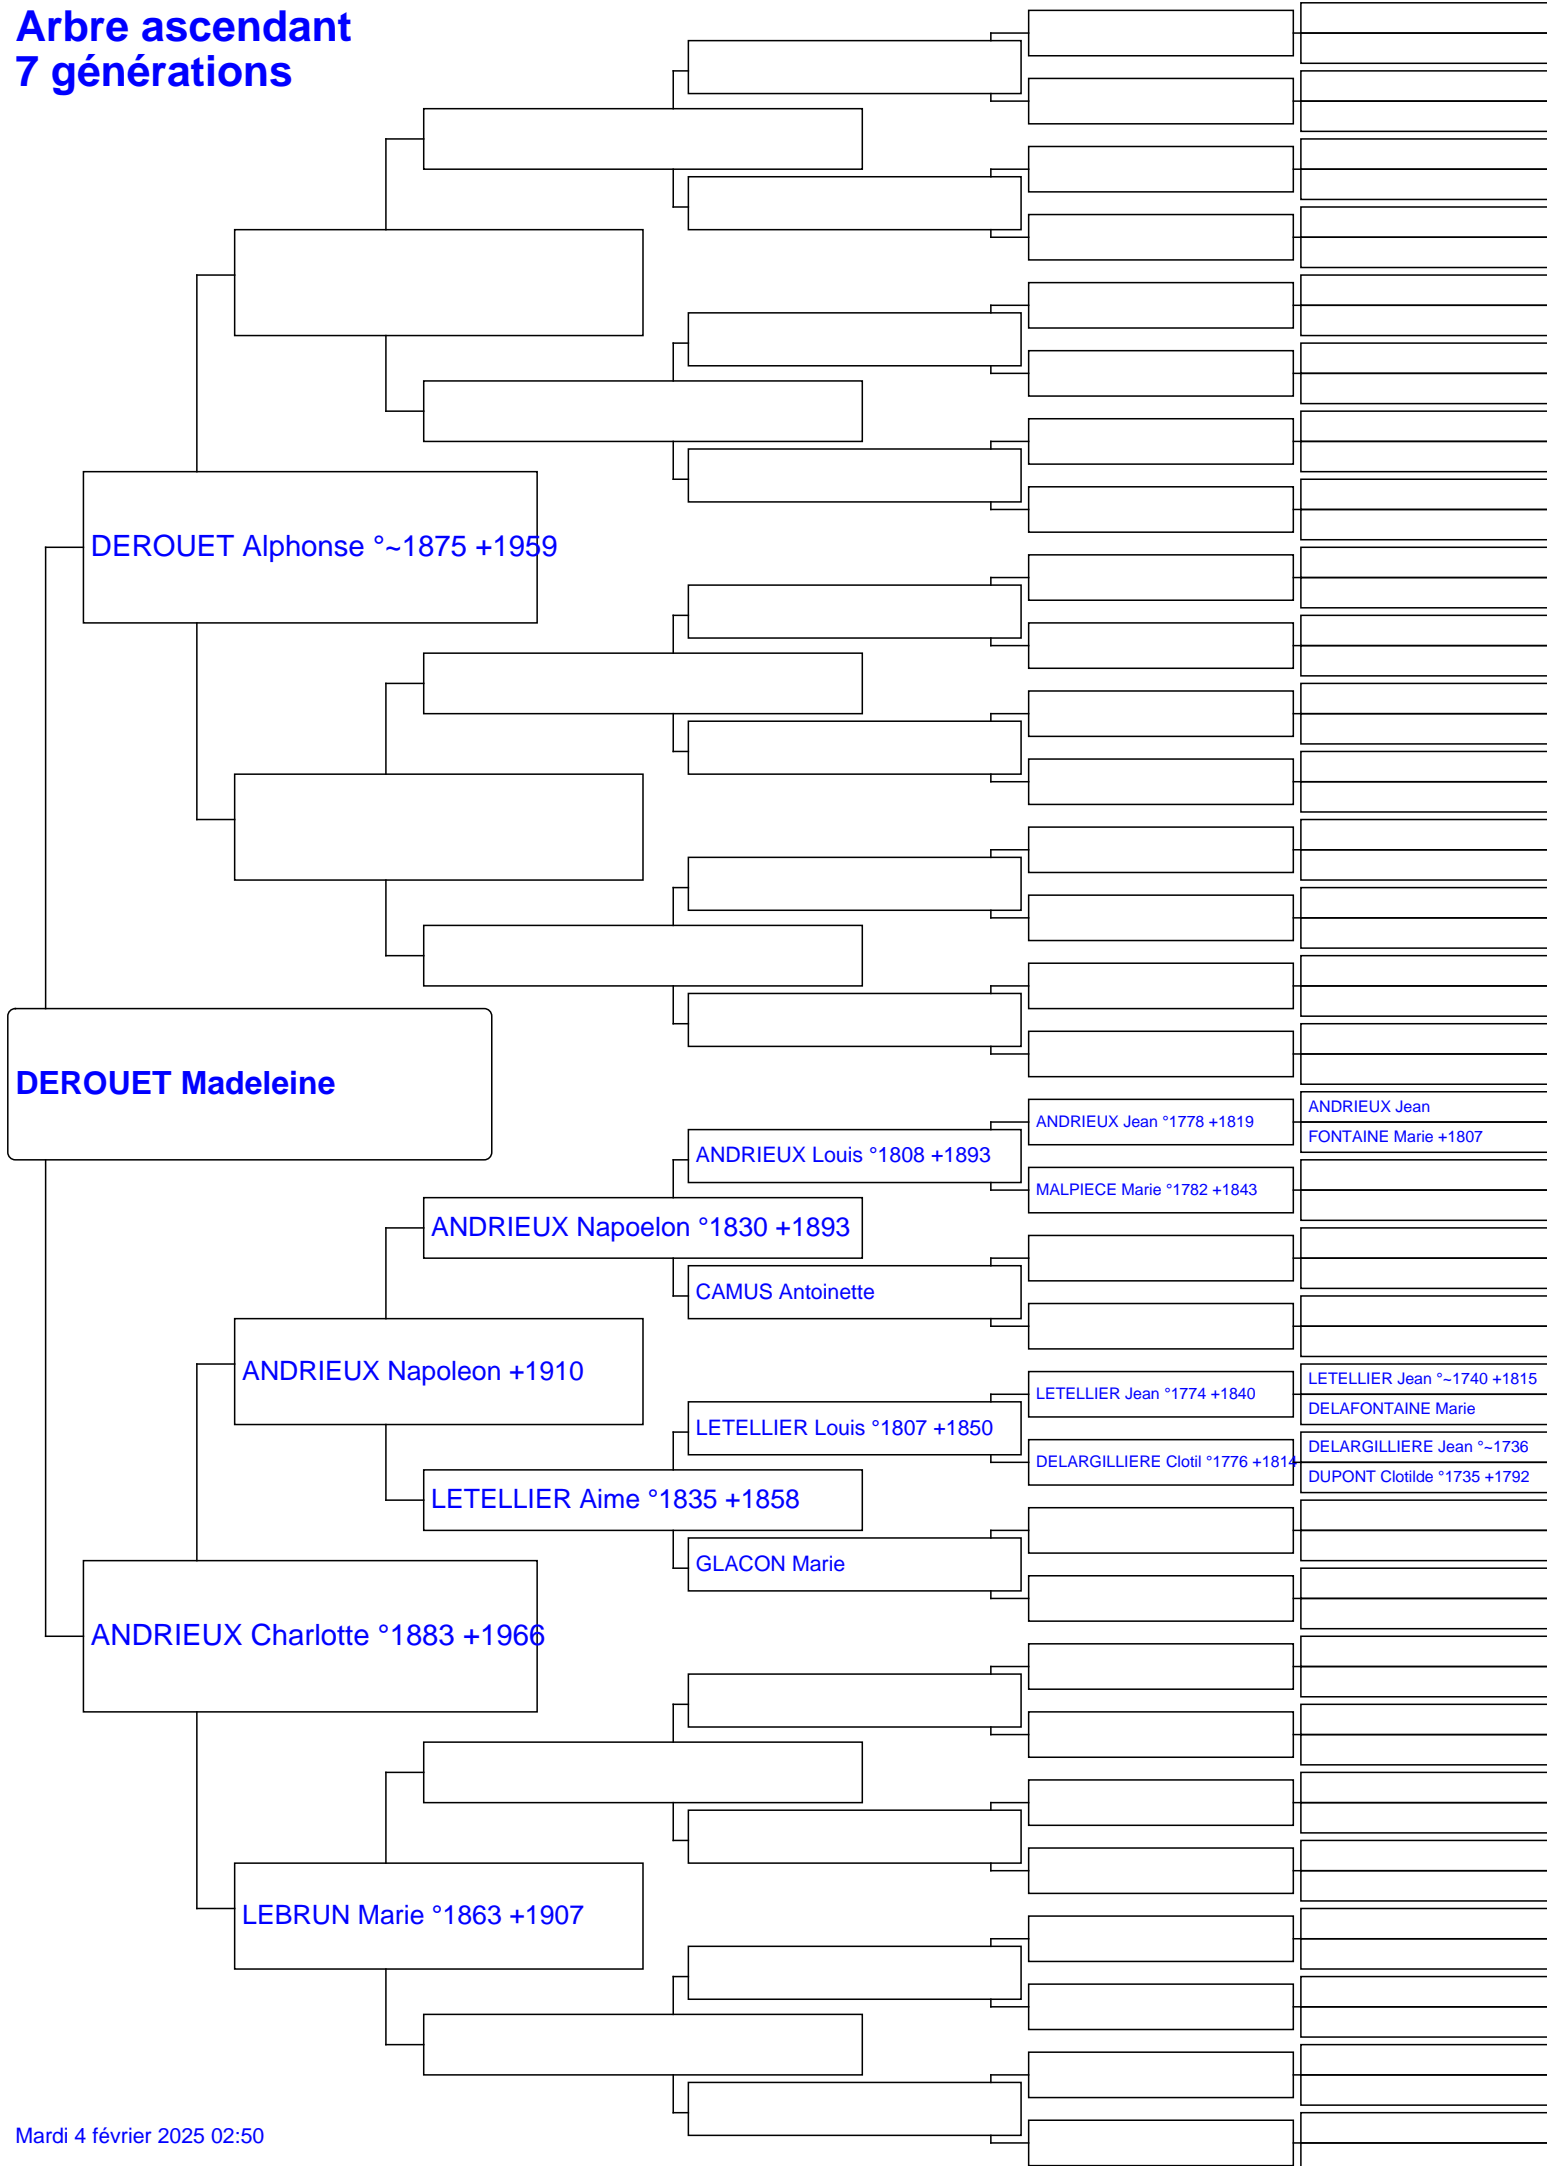 Arbre ascendant
7 générations
DEROUET Alphonse °~1875 +1959
DEROUET Madeleine
ANDRIEUX Jean
ANDRIEUX Jean °1778 +1819
FONTAINE Marie +1807
ANDRIEUX Louis °1808 +1893
MALPIECE Marie °1782 +1843
ANDRIEUX Napoelon °1830 +1893
CAMUS Antoinette
ANDRIEUX Napoleon +1910
LETELLIER Jean °~1740 +1815
LETELLIER Jean °1774 +1840
DELAFONTAINE Marie
LETELLIER Louis °1807 +1850
DELARGILLIERE Jean °~1736
DELARGILLIERE Clotil °1776 +1814
DUPONT Clotilde °1735 +1792
LETELLIER Aime °1835 +1858
GLACON Marie
ANDRIEUX Charlotte °1883 +1966
LEBRUN Marie °1863 +1907
Mardi 4 février 2025 02:50